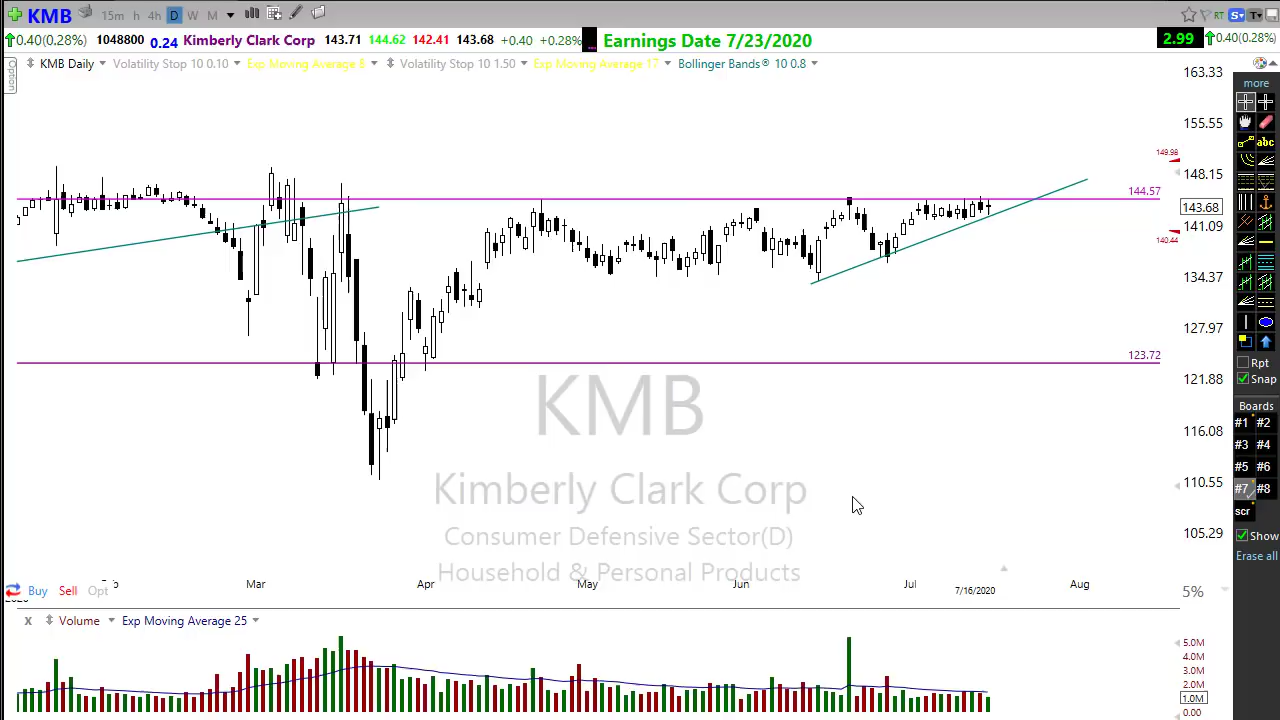 KMB 15m h 4h D W M RT S T
0.40(0.28%) 1048800 0.24 Kimberly Clark Corp 143.71 144.62 142.41 143.68 +0.40 +0.28% Earnings Date 7/23/2020 2.99 0.40(0.28%)
Option KMB Daily Volatility Stop 10 0.10 Exp Moving Average 8 Volatility Stop 10 1.50 Exp Moving Average 17 Bollinger Bands® 10 0.8
163.33
more
155.55
abc
149.98
148.15
144.57
143.68
141.09
140.44
134.37
127.97
123.72
Rpt
121.88
Snap
KMB
Boards
#1 #2
116.08
#3 #4
#5 #6
110.55
Kimberly Clark Corp
#7 #8
scr
105.29
Consumer Defensive Sector(D)
Show
Erase all
Household & Personal Products
Mar Apr May Jun Jul Aug
Buy Sell Opt 7/16/2020 5%
x Volume Exp Moving Average 25
5.0M
4.0M
3.0M
2.0M
1.0M
0.00